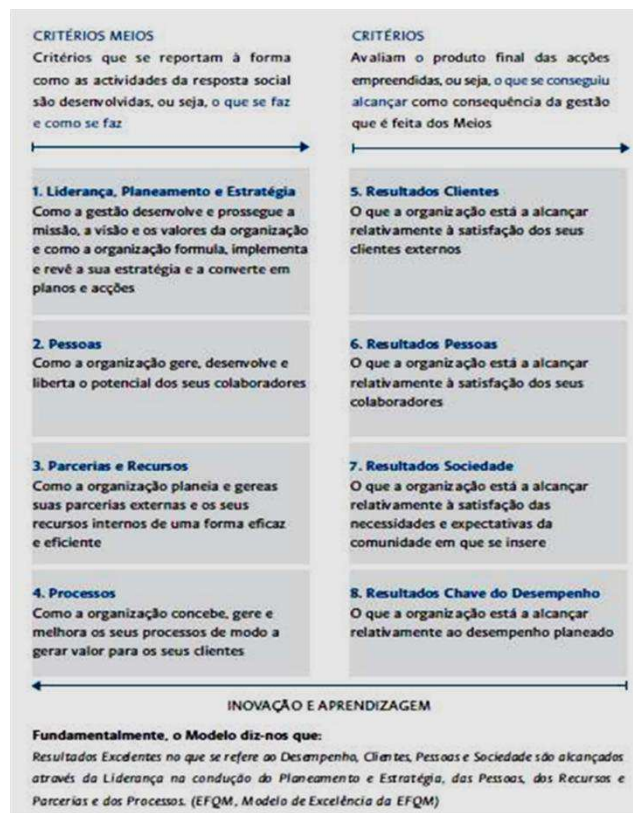 CRITÉRIOS MEIOS
Critérios que se reportam à forma
como as actividades da resposta social
são desenvolvidas, ou seja, o que se faz
e como se faz
CRITÉRIOS
Avaliam o produto final das acções
empreendidas, ou seja, o que se conseguiu
alcançar como consequência da gestão
que é feita dos Meios
1. Liderança, Planeamento e Estratégia
Como a gestão desenvolve e prossegue a
missão, a visão e os valores da organização
e como a organização formula, implementa
e revê a sua estratégia e a converte em
planos e acções
5. Resultados Clientes
O que a organização está a alcançar
relativamente à satisfação dos seus
clientes externos
2. Pessoas
Como a organização gere, desenvolve e
liberta o potencial dos seus colaboradores
6. Resultados Pessoas
O que a organização está a alcançar
relativamente à satisfação dos seus
colaboradores
3. Parcerias e Recursos
Como a organização planeia e gereas
suas parcerias externas e os seus
recursos internos de uma forma eficaz
e eficiente
7. Resultados Sociedade
O que a organização está a alcançar
relativamente à satisfação das
necessidades e expectativas da
comunidade em que se insere
4. Processos
Como a organização concebe, gere e
melhora os seus processos de modo a
gerar valor para os seus clientes
8. Resultados Chave do Desempenho
O que a organização está a alcançar
relativamente ao desempenho planeado
INOVAÇÃO E APRENDIZAGEM
Fundamentalmente, o Modelo diz-nos que:
Resultados Excelentes no que se refere ao Desempenho, Clientes, Pessoas e Sociedade são alcançados
através da Liderança na condução do Planeamento e Estratégia, das Pessoas, dos Recursos e
Parcerias e dos Processos. (EFQM, Modelo de Excelência da EFQM)